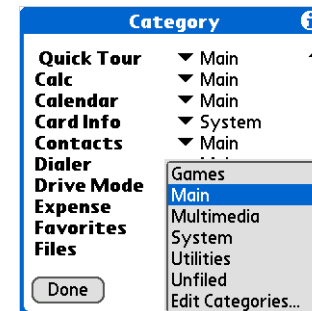 Category
Quick Tour Main
Calc Main
Calendar Main
Card Info System
Contacts Main
Dialer
Drive Mode
Expense
Favorites
Files
Games
Main
Multimedia
System
Utilities
Unfiled
Edit Categories...
Done